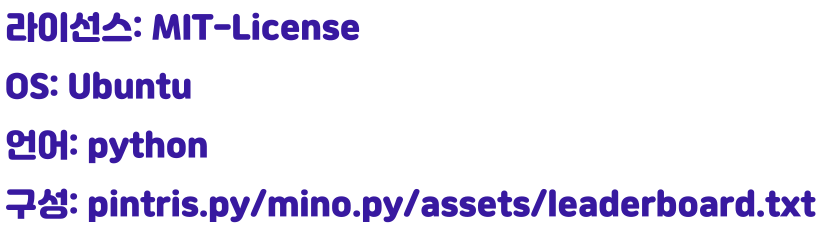 라이선스: MIT-License
OS: Ubuntu
언어: python
구성: pintris.py/mino.py/assets/leaderboard.txt